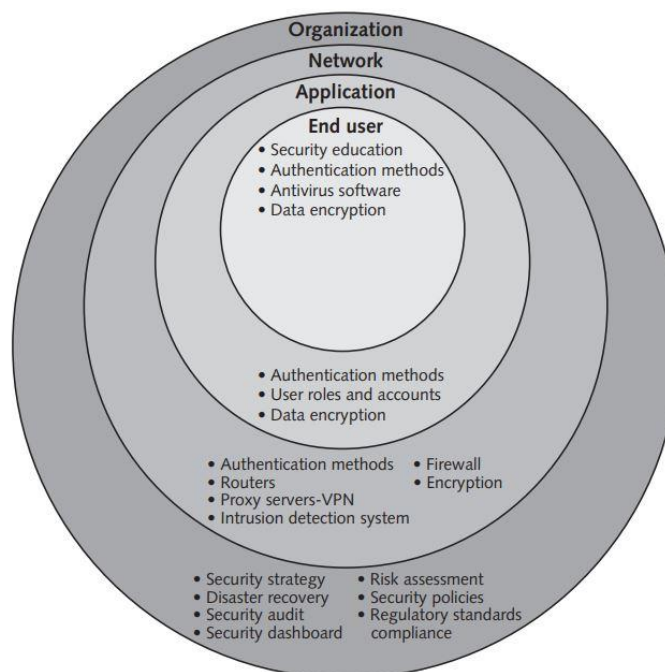 Organization
Network
Application
End user
• Security education
• Authentication methods
• Antivirus software
• Data encryption
• Authentication methods
• User roles and accounts
• Data encryption
• Authentication methods
• Routers
• Proxy servers-VPN
• Intrusion detection system
• Firewall
• Encryption
• Security strategy
• Disaster recovery
• Security audit
• Security dashboard
• Risk assessment
• Security policies
• Regulatory standards
compliance